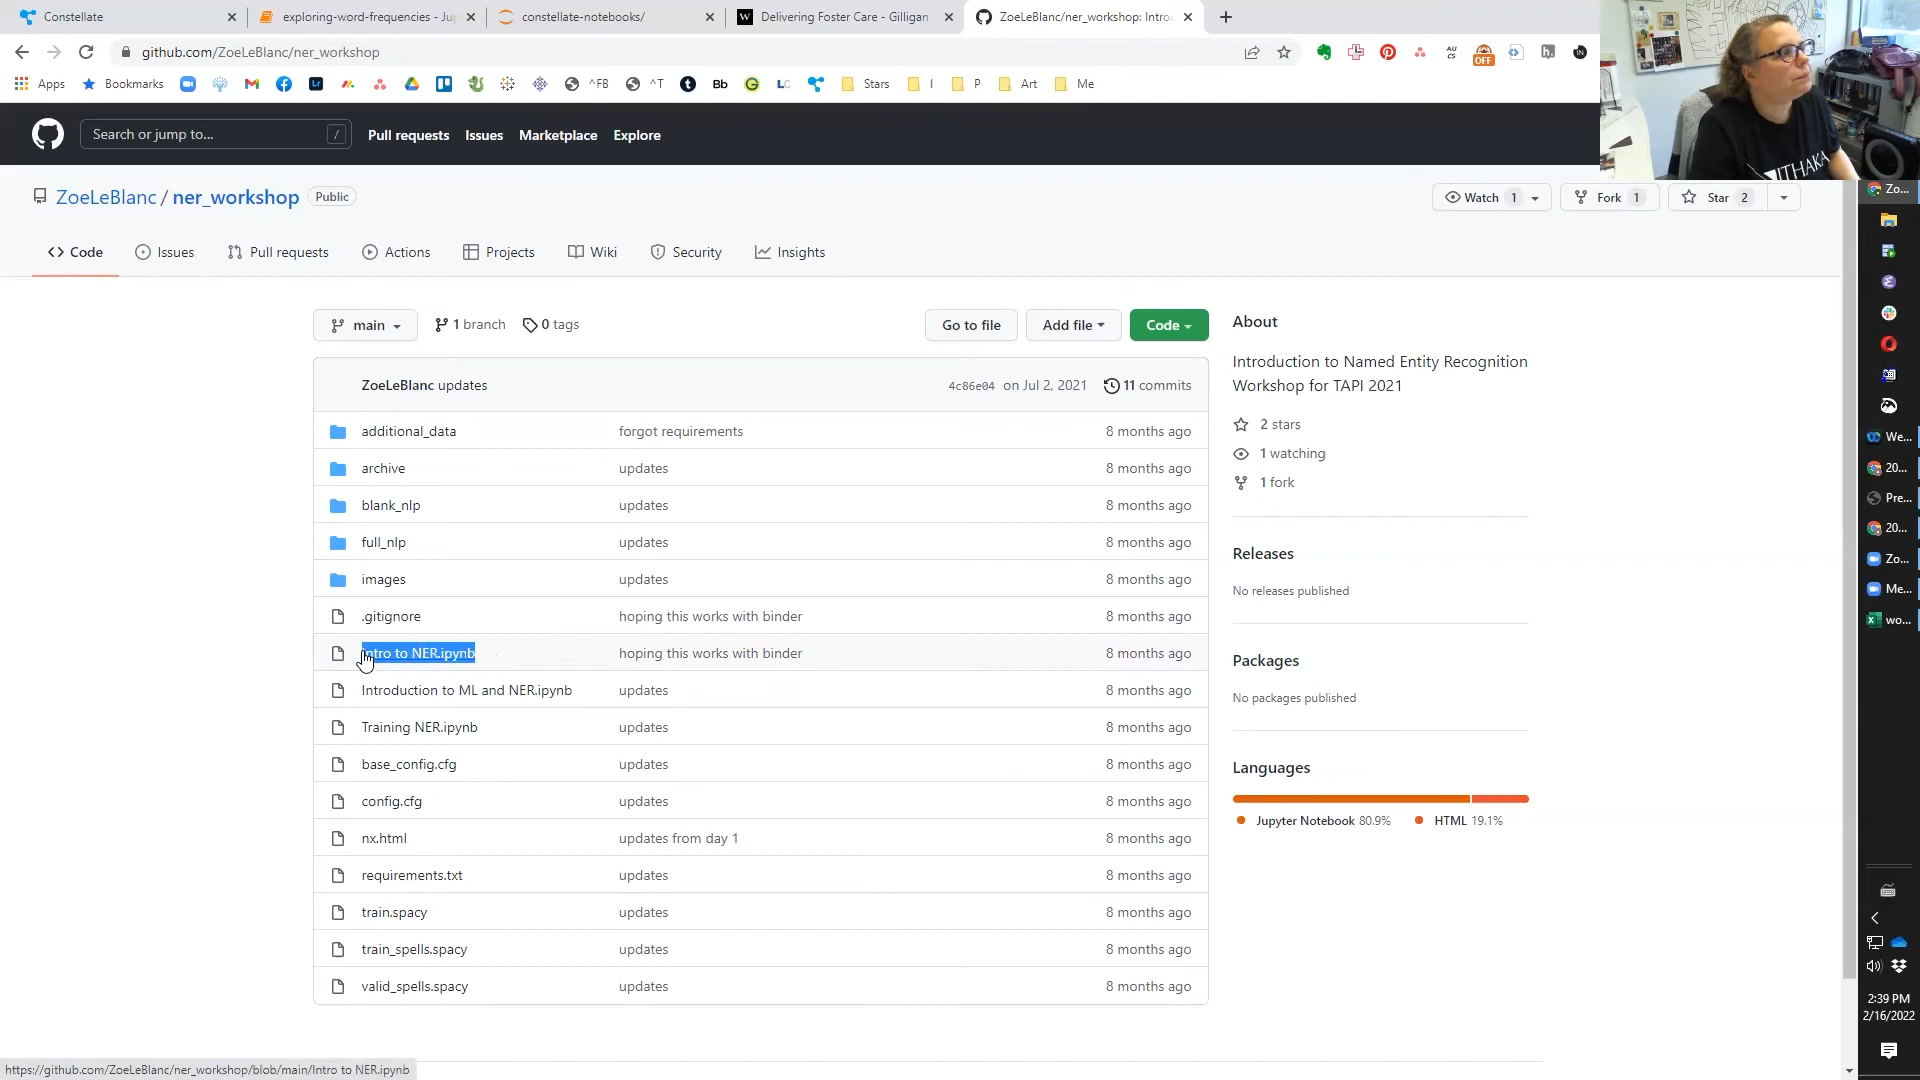 Constellate
exploring-word-frequencies - Ju
constellate-notebooks/
Delivering Foster Care - Gilligan
ZoeLeBlanc/ner_workshop: Intro
github.com/ZoeLeBlanc/ner_workshop
OFF
Apps
Bookmarks
^FB
^T
Bb
LC
Stars
I
P
Art
Me
Search or jump to...
/
Pull requests
Issues
Marketplace
Explore
ITHAKA
ZoeLeBlanc / ner_workshop
Public
Watch 1
Fork 1
Star 2
Code
Issues
Pull requests
Actions
Projects
Wiki
Security
Insights
main
1 branch
0 tags
Go to file
Add file
Code
ZoeLeBlanc updates
4c86e04 on Jul 2, 2021
11 commits
additional_data forgot requirements 8 months ago
archive updates 8 months ago
blank_nlp updates 8 months ago
full_nlp updates 8 months ago
images updates 8 months ago
.gitignore hoping this works with binder 8 months ago
Intro to NER.ipynb hoping this works with binder 8 months ago
Introduction to ML and NER.ipynb updates 8 months ago
Training NER.ipynb updates 8 months ago
base_config.cfg updates 8 months ago
config.cfg updates 8 months ago
nx.html updates from day 1 8 months ago
requirements.txt updates 8 months ago
train.spacy updates 8 months ago
train_spells.spacy updates 8 months ago
valid_spells.spacy updates 8 months ago
About
Introduction to Named Entity Recognition
Workshop for TAPI 2021
2 stars
1 watching
1 fork
Releases
No releases published
Packages
No packages published
Languages
Jupyter Notebook 80.9%
HTML 19.1%
Zo...
We...
20...
Pre...
20...
Zo...
Me...
wo...
2:39 PM
2/16/2022
https://github.com/ZoeLeBlanc/ner_workshop/blob/main/Intro to NER.ipynb